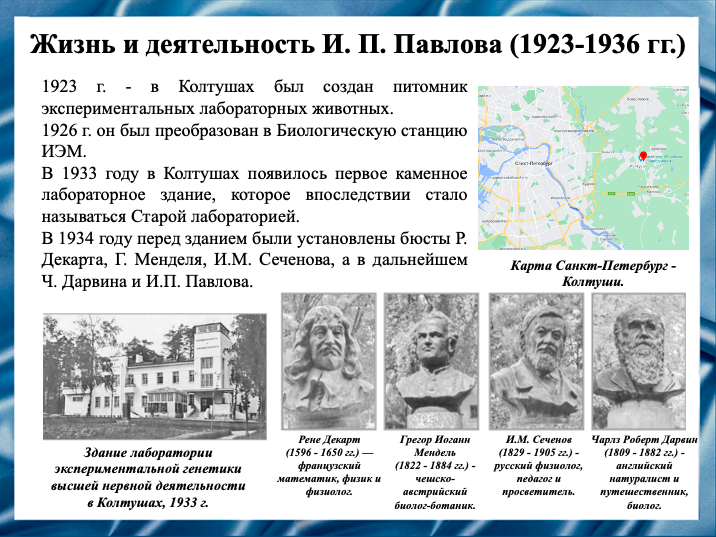 Жизнь и деятельность И. П. Павлова (1923-1936 гг.)
1923 г. - в Колтушах был создан питомник
экспериментальных лабораторных животных.
1926 г. он был преобразован в Биологическую станцию
ИЭМ.
В 1933 году в Колтушах появилось первое каменное
лабораторное здание, которое впоследствии стало
называться Старой лабораторией.
В 1934 году перед зданием были установлены бюсты Р.
Декарта, Г. Менделя, И.М. Сеченова, а в дальнейшем
Ч. Дарвина и И.П. Павлова.
Санкт-Петербург
Карта Санкт-Петербург -
Колтуши.
Здание лаборатории
экспериментальной генетики
высшей нервной деятельности
в Колтушах, 1933 г.
Рене Декарт
(1596 - 1650 гг.) —
французский
математик, физик и
физиолог.
Грегор Иоганн
Мендель
(1822 - 1884 гг.) -
чешско-
австрийский
биолог-ботаник.
И.М. Сеченов
(1829 - 1905 гг.) -
русский физиолог,
педагог и
просветитель.
Чарлз Роберт Дарвин
(1809 - 1882 гг.) -
английский
натуралист и
путешественник,
биолог.